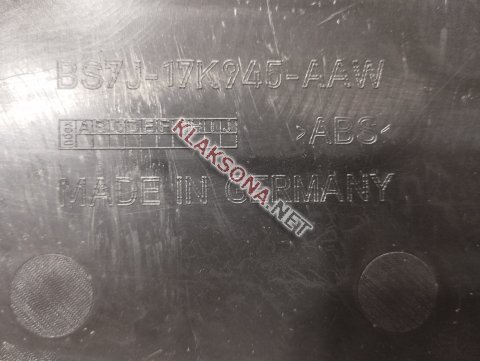 BS7J-17K945-AAW
>ABS<
MADE IN GERMANY
KLAKSONA.NET